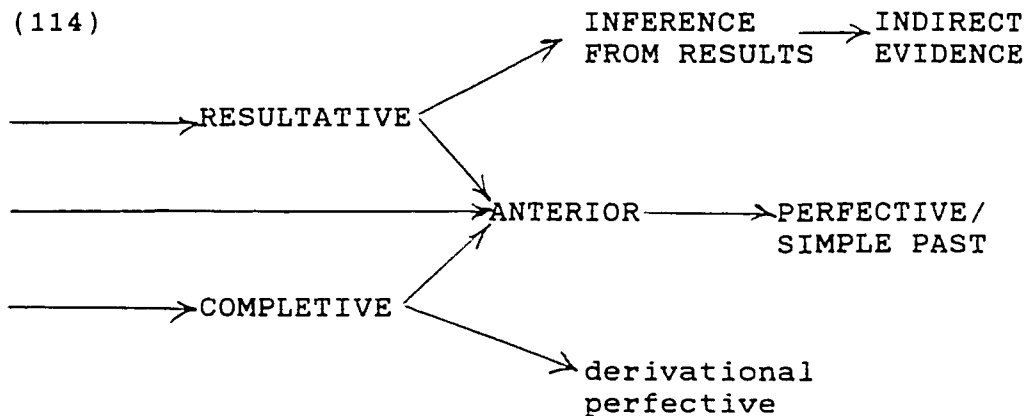 (114)
INFERENCE FROM RESULTS
INDIRECT EVIDENCE
RESULTATIVE
ANTERIOR
PERFECTIVE/
SIMPLE PAST
COMPLETIVE
derivational
perfective